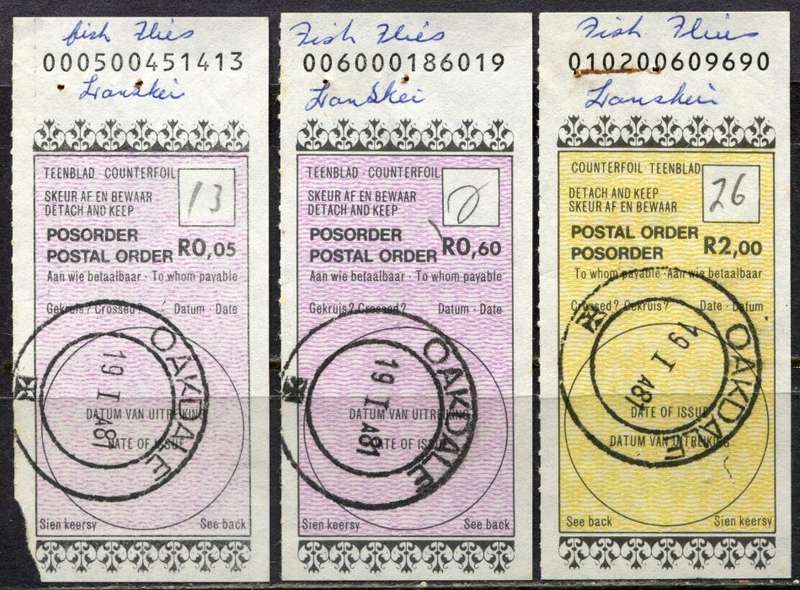 Fish Flies
000500451413
Transkei
TEENBLAD · COUNTERFOIL
SKEUR AF EN BEWAAR
DETACH AND KEEP
13
POSORDER
POSTAL ORDER R0,05
Aan wie betaalbaar · To whom payable
Gekruis? Crossed? Datum · Date
OAKDALE
19 I A81
DATUM VAN UITREIKING
DATE OF ISSUE
Sien keersy See back
Fish Flies
006000186019
Transkei
TEENBLAD · COUNTERFOIL
SKEUR AF EN BEWAAR
DETACH AND KEEP
POSORDER
POSTAL ORDER R0,60
Aan wie betaalbaar · To whom payable
Gekruis? Crossed? Datum · Date
OAKDALE
19 I A81
DATUM VAN UITREIKING
DATE OF ISSUE
Sien keersy See back
Fish Flies
010200609690
Transkei
COUNTERFOIL TEENBLAD
DETACH AND KEEP
SKEUR AF EN BEWAAR
26
POSTAL ORDER
POSORDER R2,00
To whom payable · Aan wie betaalbaar
Crossed? Gekruis? Date · Datum
OAKDALE
19 I A81
DATE OF ISSUE
DATUM VAN UITREIKING
See back Sien keersy